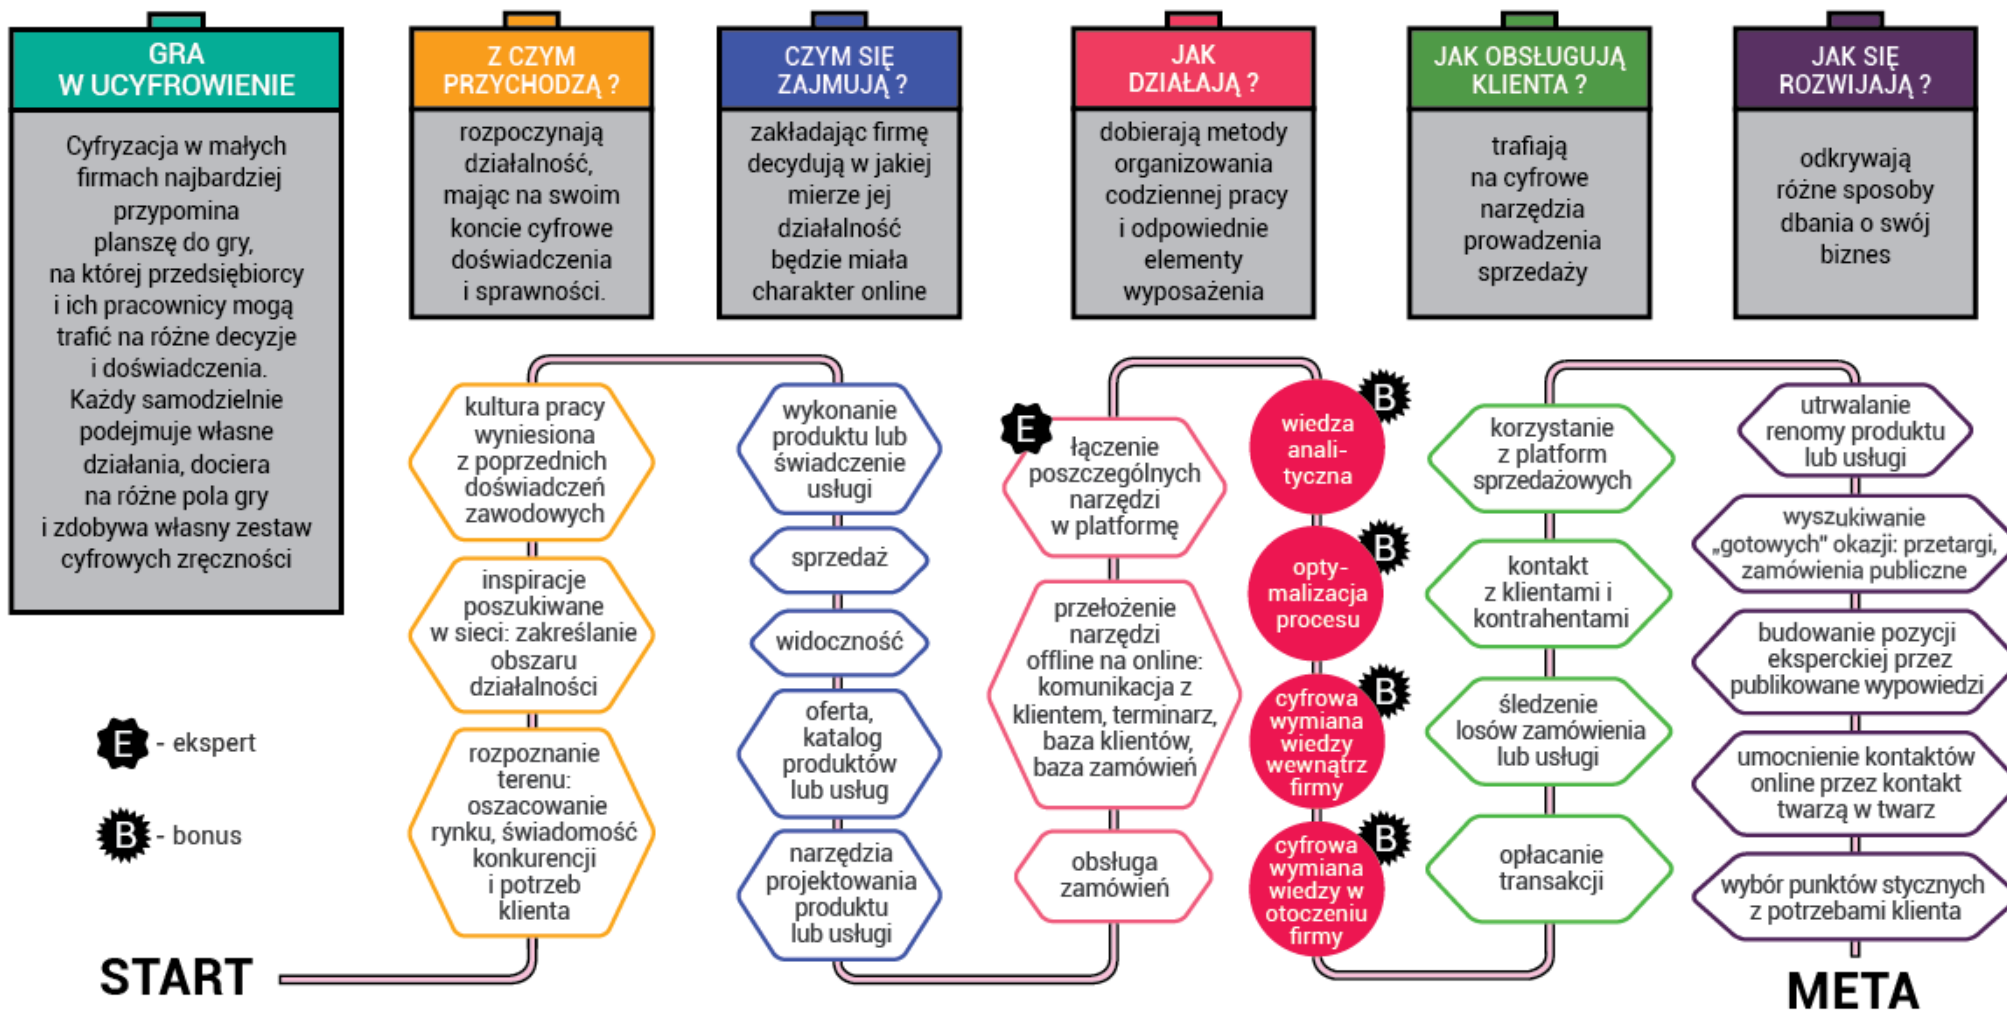 GRA
W UCYFROWIENIE
Cyfryzacja w małych
firmach najbardziej
przypomina
planszę do gry,
na której przedsiębiorcy
i ich pracownicy mogą
trafić na różne decyzje
i doświadczenia.
Każdy samodzielnie
podejmuje własne
działania, dociera
na różne pola gry
i zdobywa własny zestaw
cyfrowych zręczności
Z CZYM
PRZYCHODZĄ ?
rozpoczynają
działalność,
mając na swoim
koncie cyfrowe
doświadczenia
i sprawności.
CZYM SIĘ
ZAJMUJĄ ?
zakładając firmę
decydują w jakiej
mierze jej
działalność
będzie miała
charakter online
JAK
DZIAŁAJĄ ?
dobierają metody
organizowania
codziennej pracy
i odpowiednie
elementy
wyposażenia
JAK OBSŁUGUJĄ
KLIENTA ?
trafiają
na cyfrowe
narzędzia
prowadzenia
sprzedaży
JAK SIĘ
ROZWIJAJĄ ?
odkrywają
różne sposoby
dbania o swój
biznes
E - ekspert
B - bonus
START
kultura pracy
wyniesiona
z poprzednich
doświadczeń
zawodowych
inspiracje
poszukiwane
w sieci: zakreślanie
obszaru
działalności
rozpoznanie
terenu:
oszacowanie
rynku, świadomość
konkurencji
i potrzeb
klienta
wykonanie
produktu lub
świadczenie
usługi
sprzedaż
widoczność
oferta,
katalog
produktów
lub usług
narzędzia
projektowania
produktu
lub usługi
E
łączenie
poszczególnych
narzędzi
w platformę
przełożenie
narzędzi
offline na online:
komunikacja z
klientem, terminarz,
baza klientów,
baza zamówień
obsługa
zamówień
B
wiedza
anali-
tyczna
B
opty-
malizacja
procesu
B
cyfrowa
wymiana
wiedzy
wewnątrz
firmy
B
cyfrowa
wymiana
wiedzy w
otoczeniu
firmy
korzystanie
z platform
sprzedażowych
kontakt
z klientami i
kontrahentami
śledzenie
losów zamówienia
lub usługi
opłacanie
transakcji
utrwalanie
renomy produktu
lub usługi
wyszukiwanie
„gotowych" okazji: przetargi,
zamówienia publiczne
budowanie pozycji
eksperckiej przez
publikowane wypowiedzi
umocnienie kontaktów
online przez kontakt
twarzą w twarz
wybór punktów stycznych
z potrzebami klienta
META